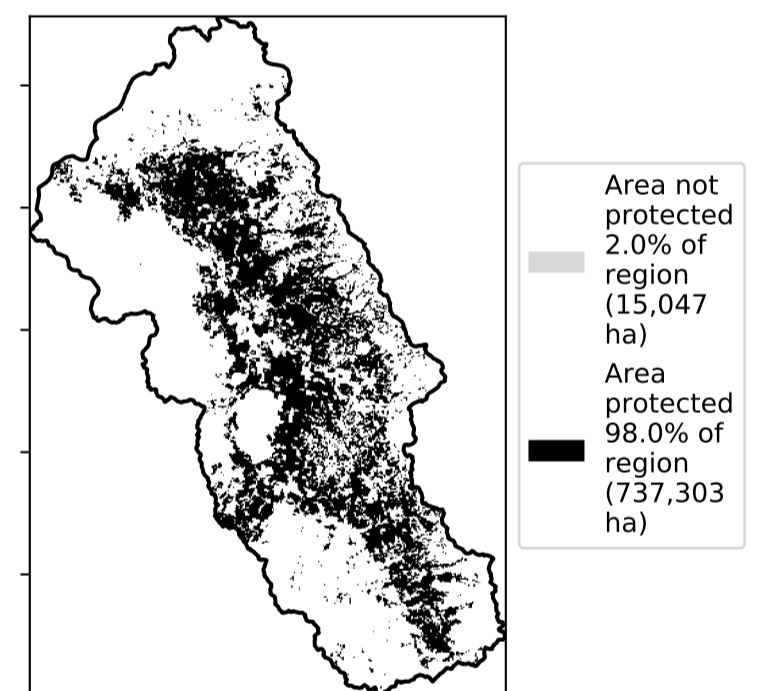 Area not
protected
2.0% of
region
(15,047
ha)
Area
protected
98.0% of
region
(737,303
ha)